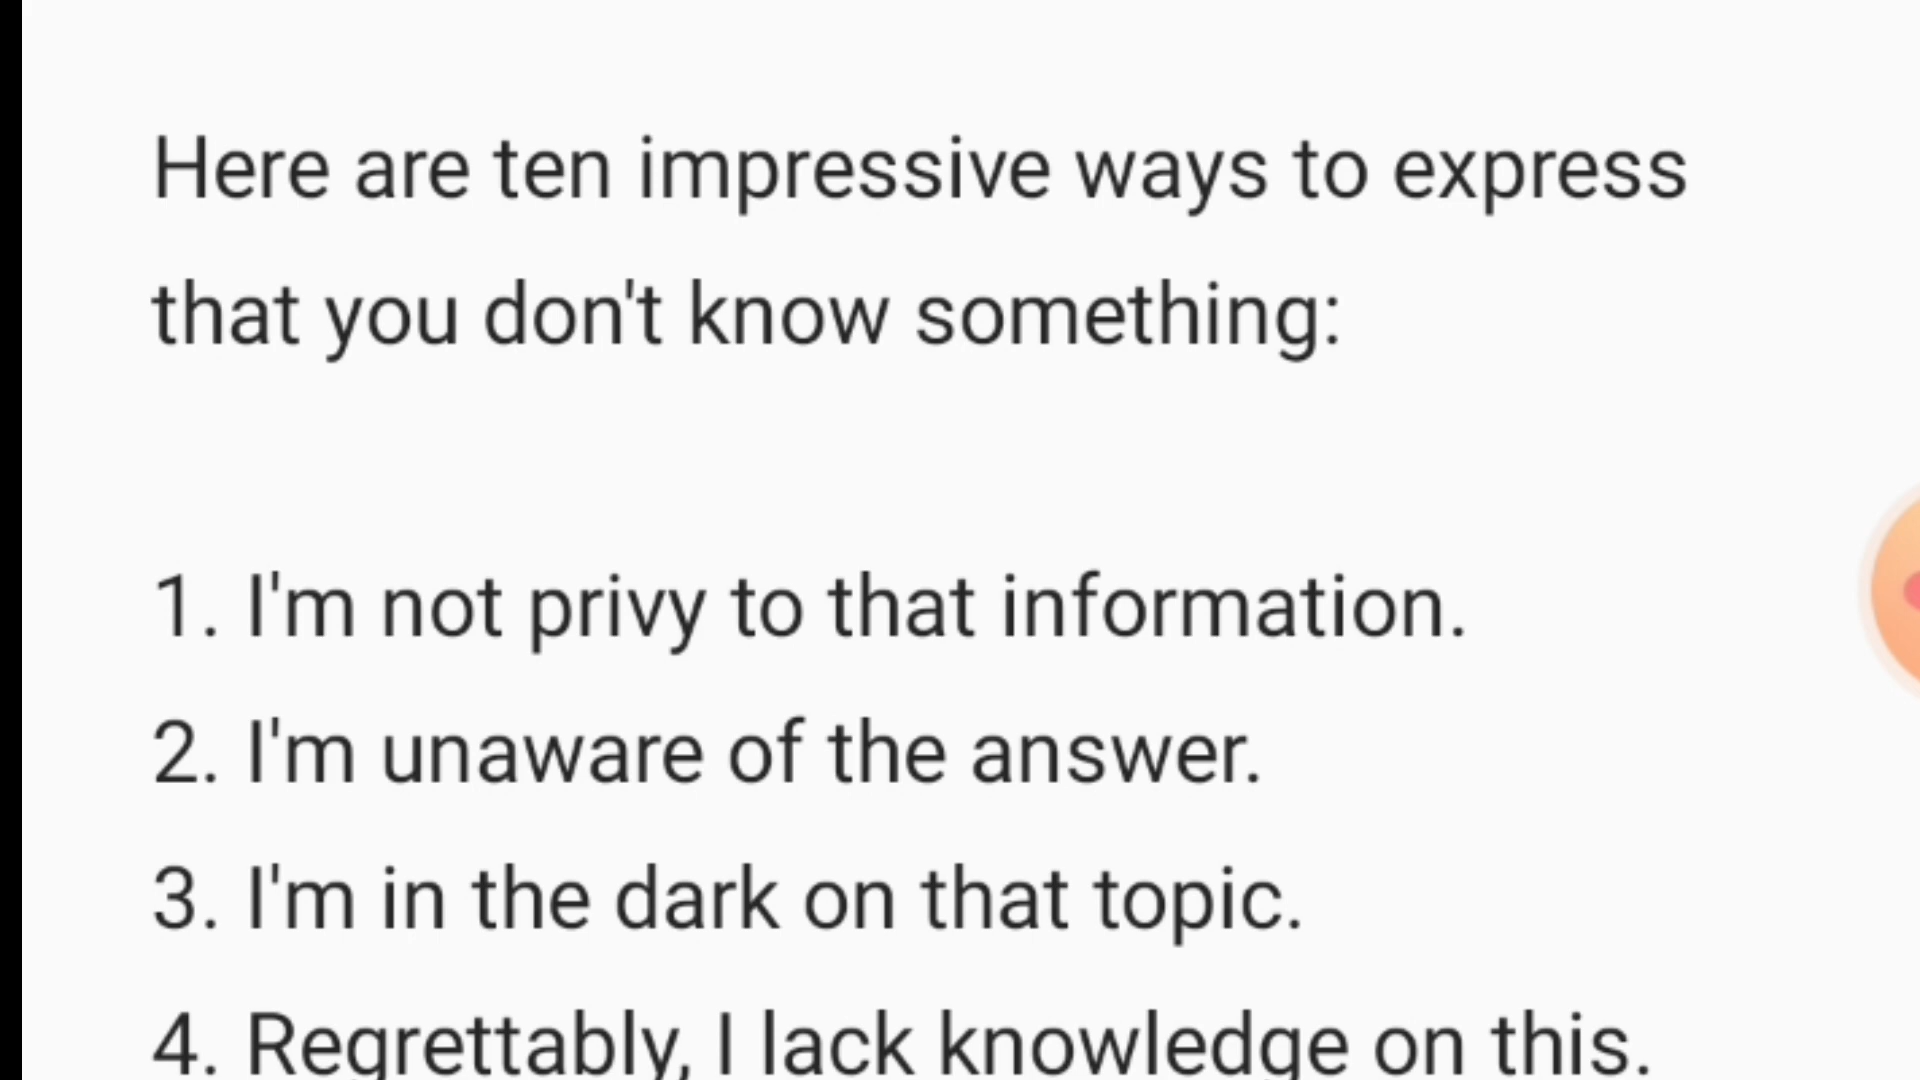 Here are ten impressive ways to express
that you don't know something:
1. I'm not privy to that information.
2. I'm unaware of the answer.
3. I'm in the dark on that topic.
4. Regrettably, I lack knowledge on this.